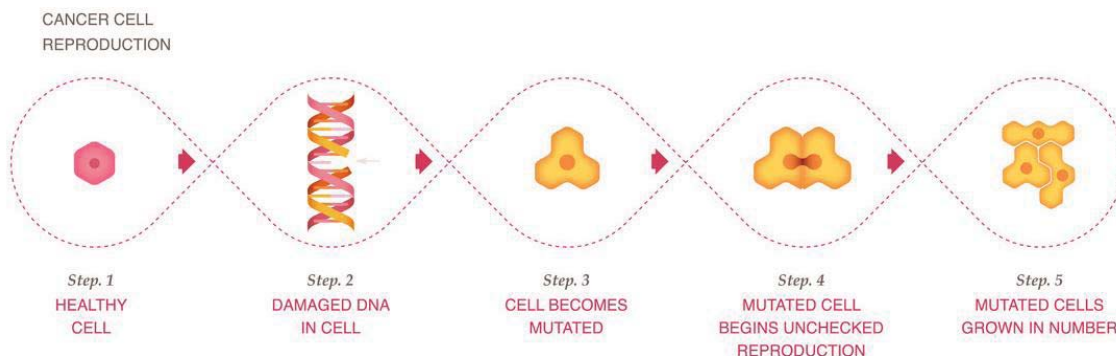 CANCER CELL
REPRODUCTION
Step. 1
HEALTHY
CELL
Step. 2
DAMAGED DNA
IN CELL
Step. 3
CELL BECOMES
MUTATED
Step. 4
MUTATED CELL
BEGINS UNCHECKED
REPRODUCTION
Step. 5
MUTATED CELLS
GROWN IN NUMBER